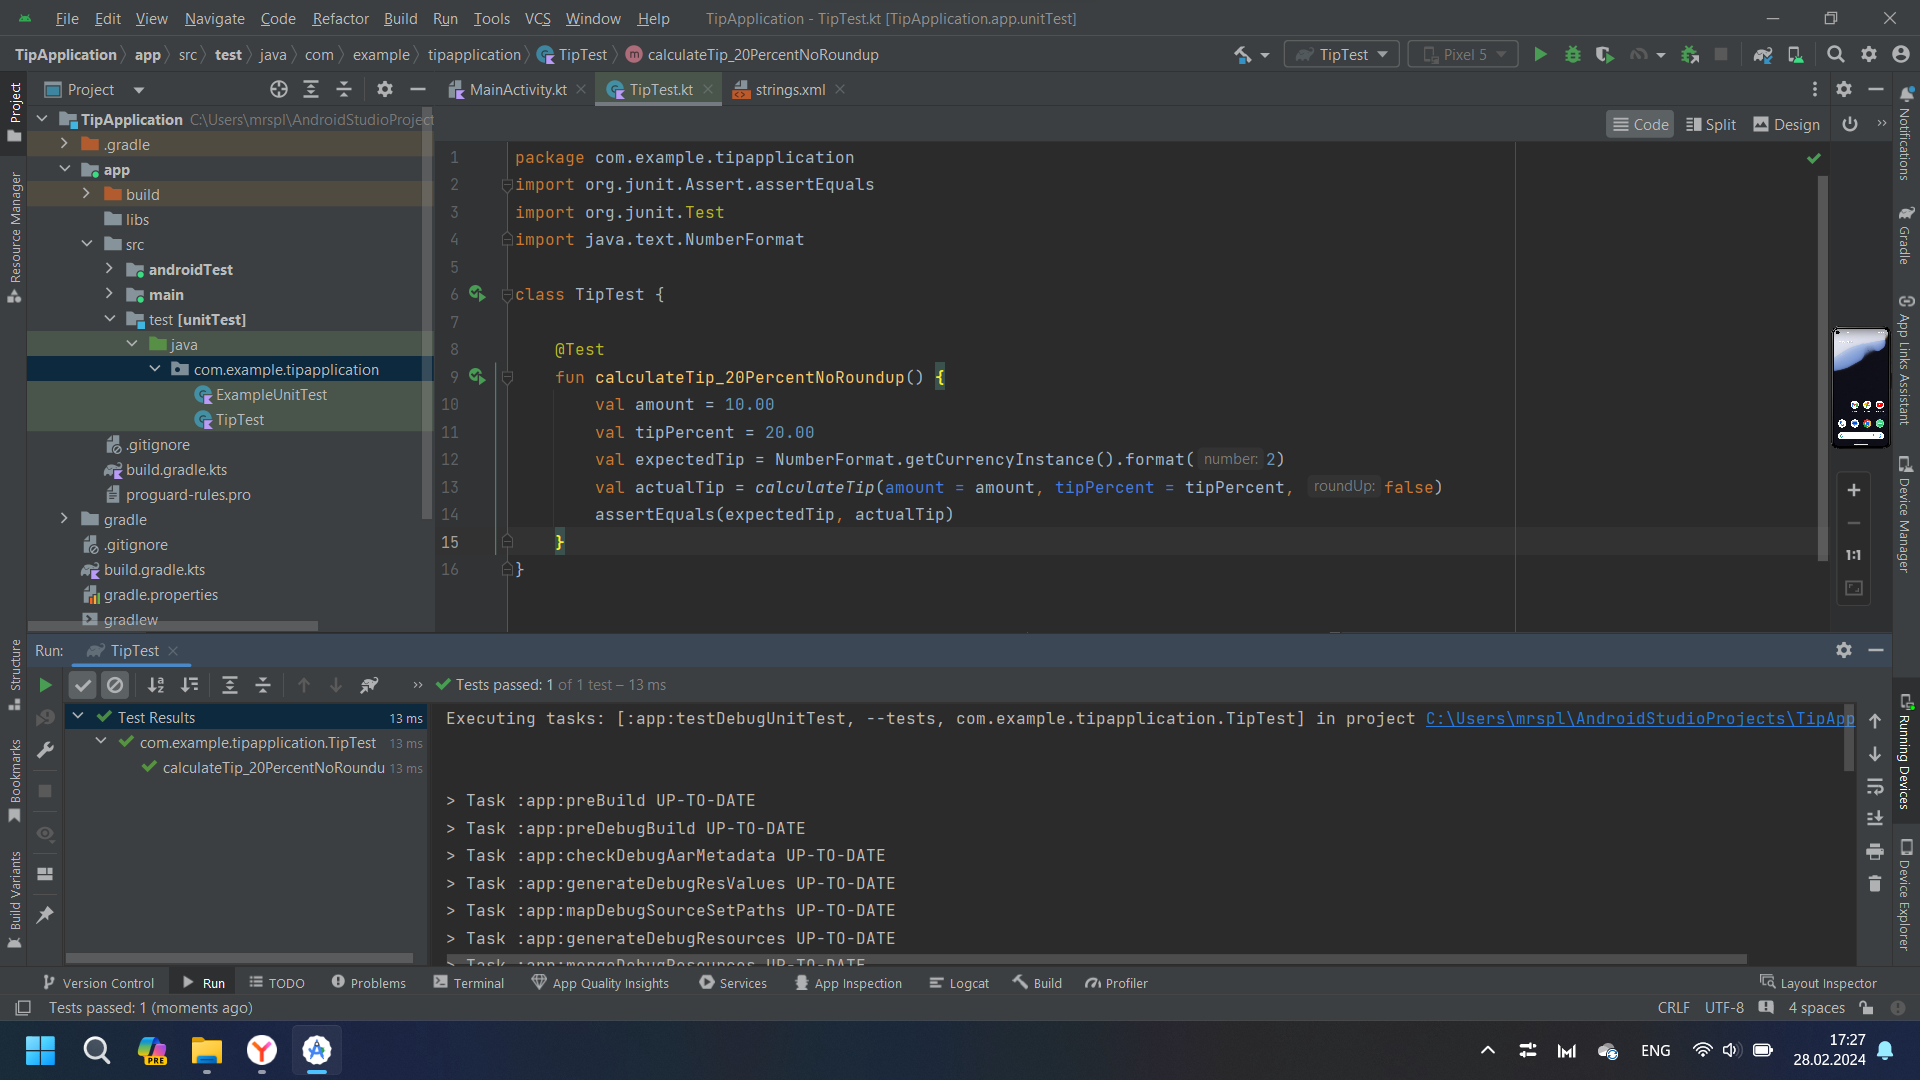 File Edit View Navigate Code Refactor Build Run Tools VCS Window Help TipApplication - TipTest.kt [TipApplication.app.unitTest]
TipApplication app src test java com example tipapplication TipTest calculateTip_20PercentNoRoundup TipTest Pixel 5
Project
Resource Manager
Structure
Bookmarks
Build Variants
Project
TipApplication C:\Users\mrspl\AndroidStudioProject
.gradle
app
build
libs
src
androidTest
main
test [unitTest]
java
com.example.tipapplication
ExampleUnitTest
TipTest
.gitignore
build.gradle.kts
proguard-rules.pro
gradle
.gitignore
build.gradle.kts
gradle.properties
gradlew
MainActivity.kt TipTest.kt strings.xml
Code Split Design
1 package com.example.tipapplication
2 import org.junit.Assert.assertEquals
3 import org.junit.Test
4 import java.text.NumberFormat
5
6 class TipTest {
7
8 @Test
9 fun calculateTip_20PercentNoRoundup() {
10 val amount = 10.00
11 val tipPercent = 20.00
12 val expectedTip = NumberFormat.getCurrencyInstance().format( number: 2)
13 val actualTip = calculateTip(amount = amount, tipPercent = tipPercent, roundUp: false)
14 assertEquals(expectedTip, actualTip)
15 }
16 }
1:1
Notifications
Gradle
App Links Assistant
Device Manager
Running Devices
Device Explorer
Run: TipTest
Tests passed: 1 of 1 test – 13 ms
Test Results 13 ms
com.example.tipapplication.TipTest 13 ms
calculateTip_20PercentNoRoundu 13 ms
Executing tasks: [:app:testDebugUnitTest, --tests, com.example.tipapplication.TipTest] in project C:\Users\mrspl\AndroidStudioProjects\TipApp
> Task :app:preBuild UP-TO-DATE
> Task :app:preDebugBuild UP-TO-DATE
> Task :app:checkDebugAarMetadata UP-TO-DATE
> Task :app:generateDebugResValues UP-TO-DATE
> Task :app:mapDebugSourceSetPaths UP-TO-DATE
> Task :app:generateDebugResources UP-TO-DATE
> Task :app:mergeDebugResources UP-TO-DATE
Version Control Run TODO Problems Terminal App Quality Insights Services App Inspection Logcat Build Profiler Layout Inspector
Tests passed: 1 (moments ago) CRLF UTF-8 4 spaces
PRE
ENG
17:27
28.02.2024